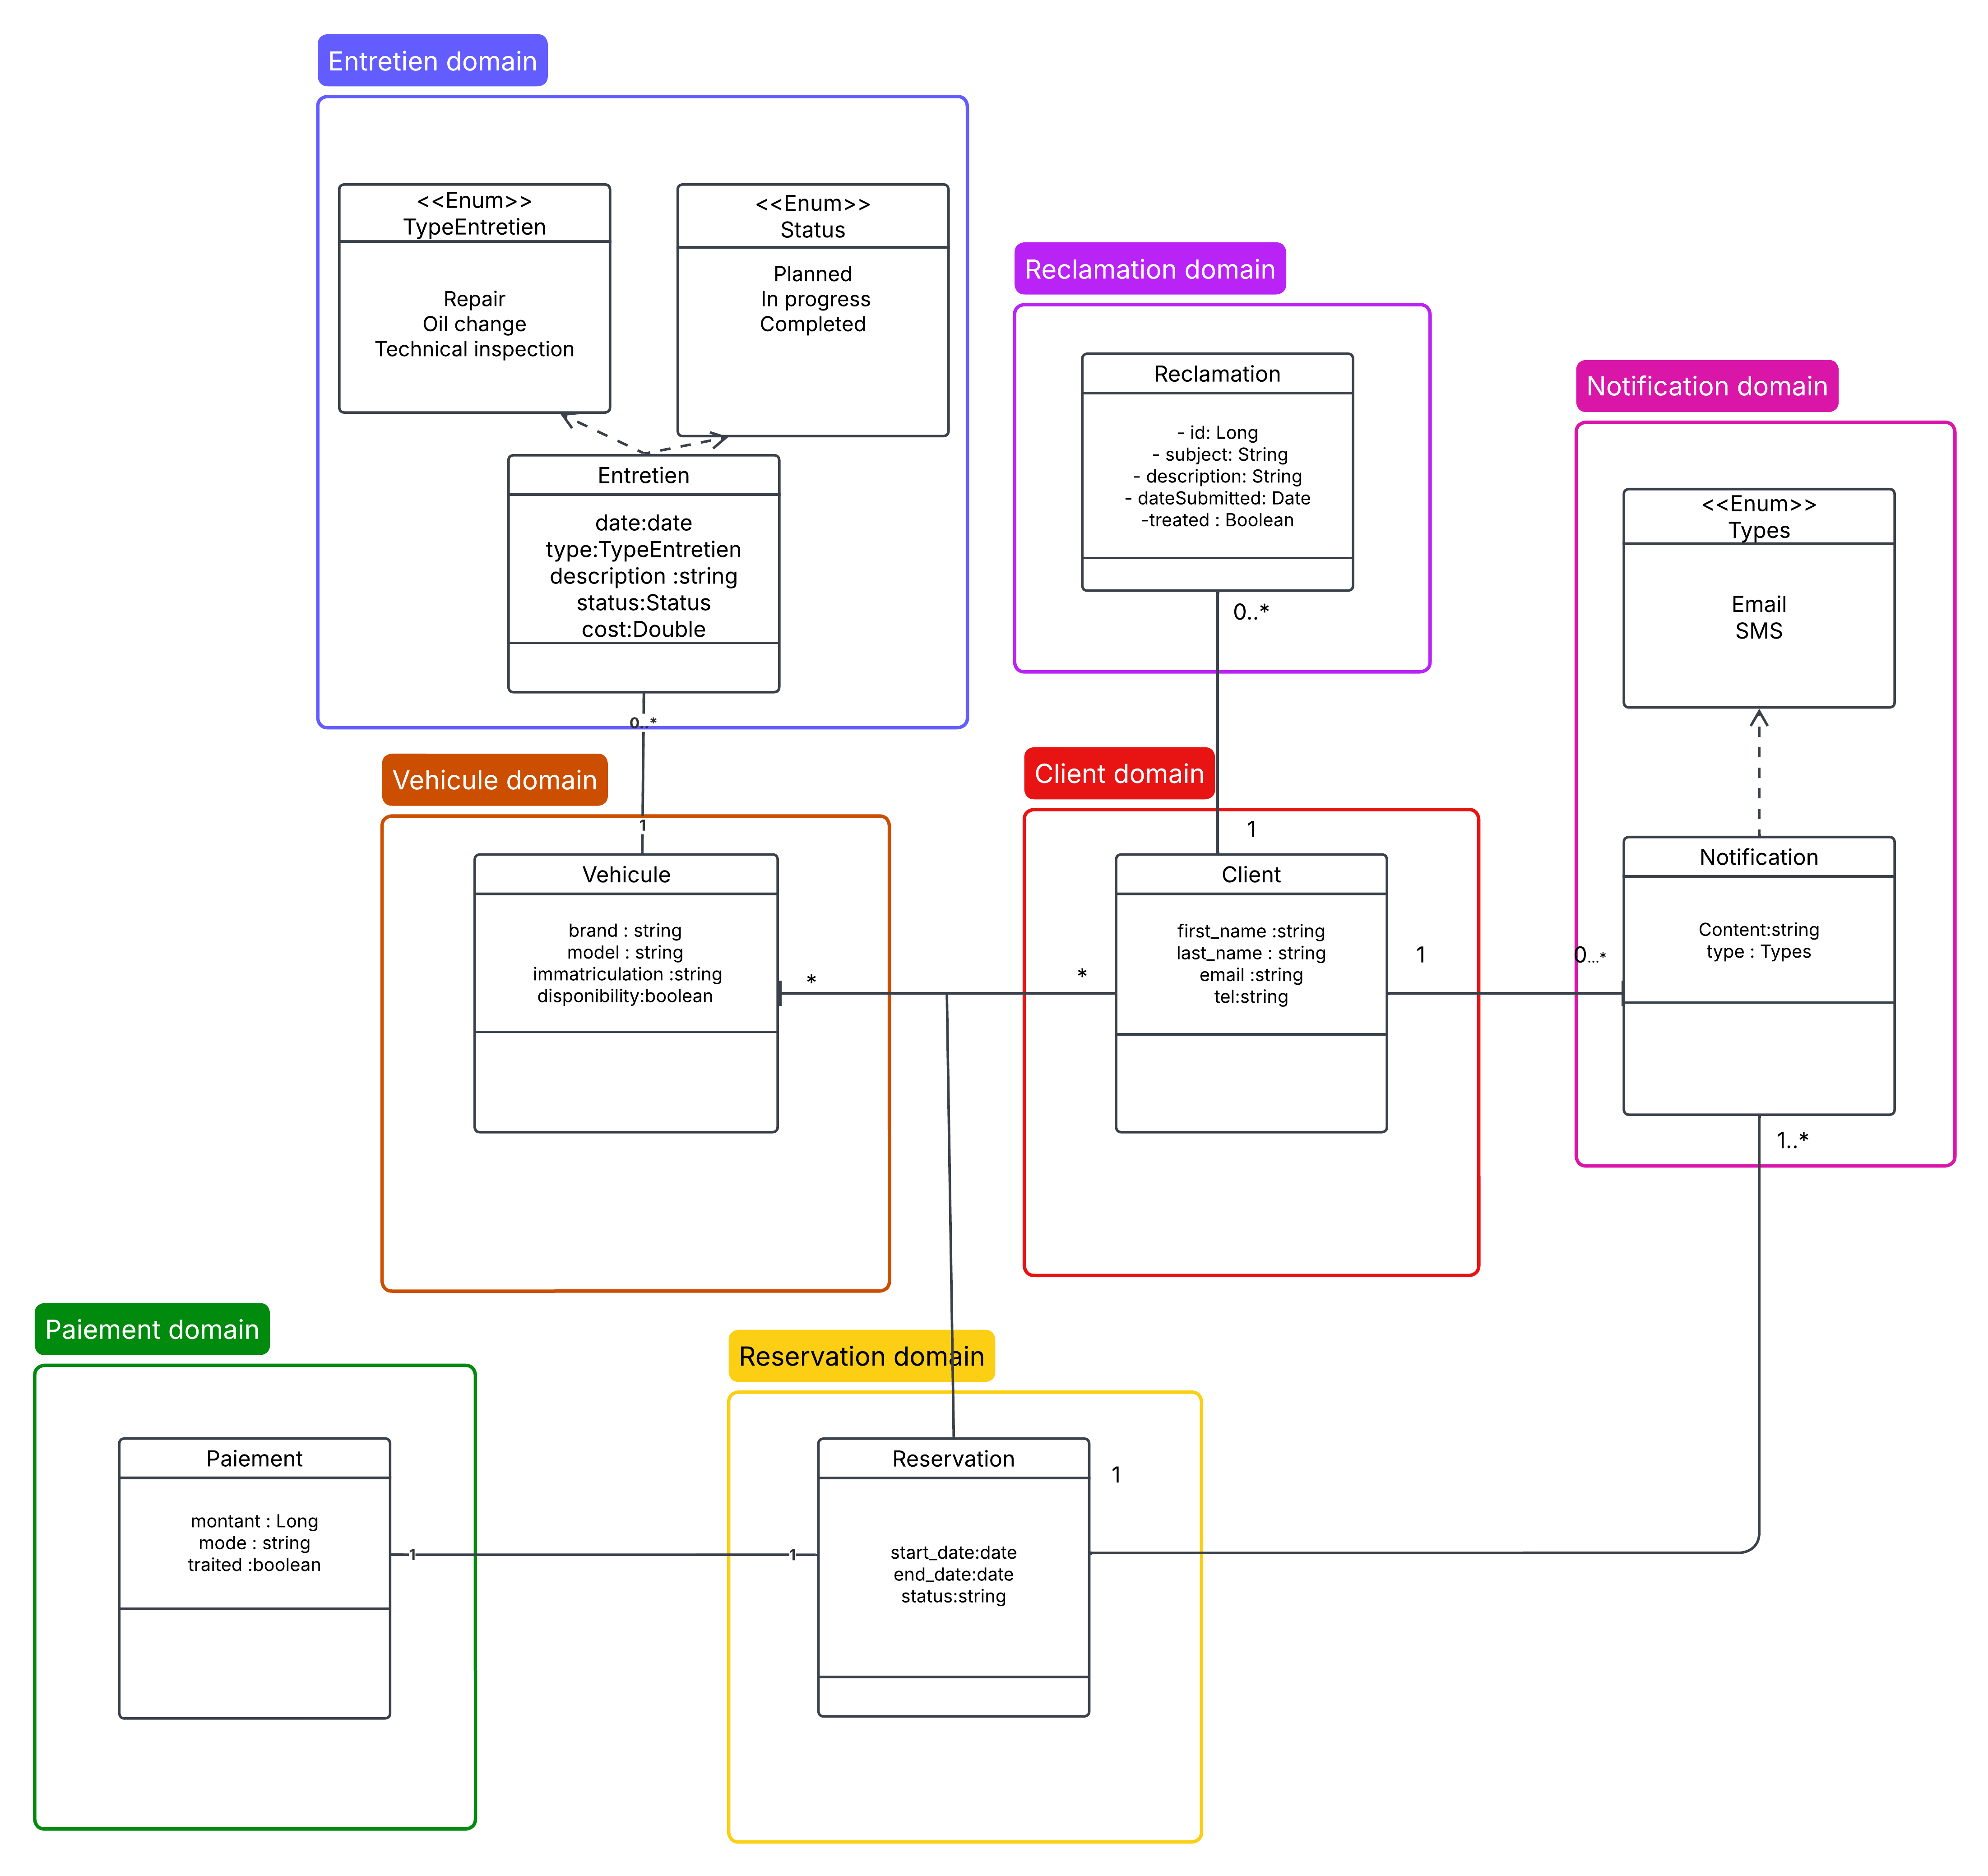 Entretien domain
<<Enum>>
TypeEntretien
Repair
Oil change
Technical inspection
<<Enum>>
Status
Planned
In progress
Completed
Entretien
date:date
type:TypeEntretien
description :string
status:Status
cost:Double
0..*
Reclamation domain
Reclamation
- id: Long
- subject: String
- description: String
- dateSubmitted: Date
-treated : Boolean
0..*
Notification domain
<<Enum>>
Types
Email
SMS
Notification
Content:string
type : Types
0...*
1..*
Vehicule domain
1
Vehicule
brand : string
model : string
immatriculation :string
disponibility:boolean
*
Client domain
1
Client
first_name :string
last_name : string
email :string
tel:string
*
1
Paiement domain
Paiement
montant : Long
mode : string
traited :boolean
1
Reservation domain
Reservation
start_date:date
end_date:date
status:string
1
1